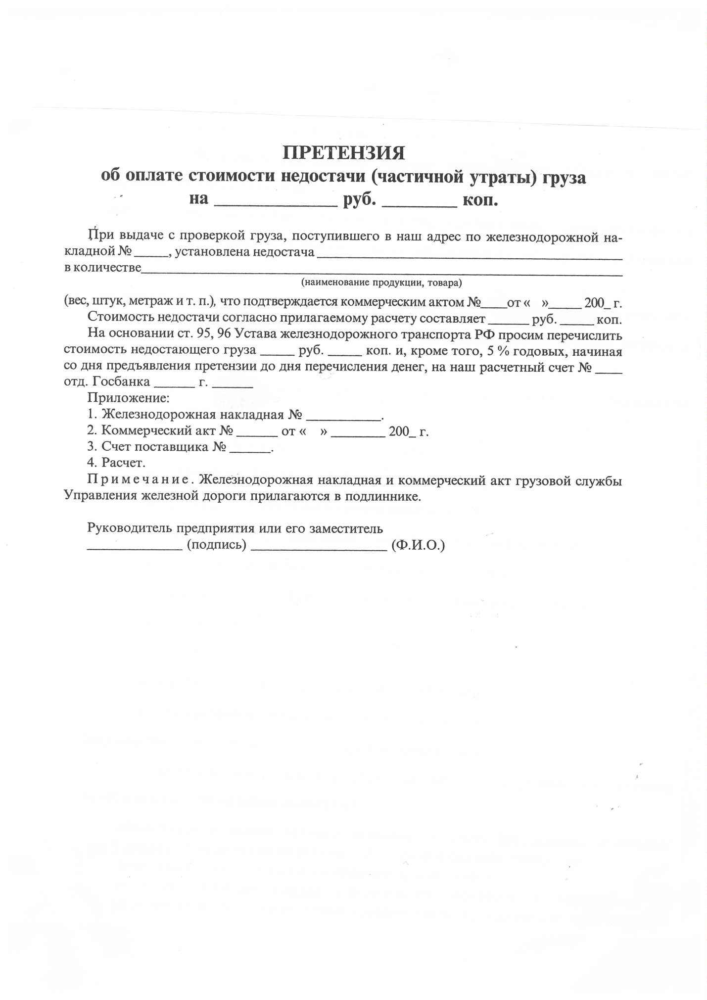 ПРЕТЕНЗИЯ
об оплате стоимости недостачи (частичной утраты) груза
на _____________ руб. ________ коп.
При выдаче с проверкой груза, поступившего в наш адрес по железнодорожной на-
кладной № _____, установлена недостача _____________________________________________
в количестве_______________________________________________________________________
(наименование продукции, товара)
(вес, штук, метраж и т. п.), что подтверждается коммерческим актом №____от « »_____ 200_ г.
Стоимость недостачи согласно прилагаемому расчету составляет ______ руб. _____ коп.
На основании ст. 95, 96 Устава железнодорожного транспорта РФ просим перечислить
стоимость недостающего груза _____ руб. _____ коп. и, кроме того, 5 % годовых, начиная
со дня предъявления претензии до дня перечисления денег, на наш расчетный счет № ____
отд. Госбанка ______ г. ______
Приложение:
1. Железнодорожная накладная № ___________.
2. Коммерческий акт № ______ от « » ________ 200_ г.
3. Счет поставщика № ______.
4. Расчет.
Примечание. Железнодорожная накладная и коммерческий акт грузовой службы
Управления железной дороги прилагаются в подлиннике.
Руководитель предприятия или его заместитель
______________ (подпись) ____________________ (Ф.И.О.)